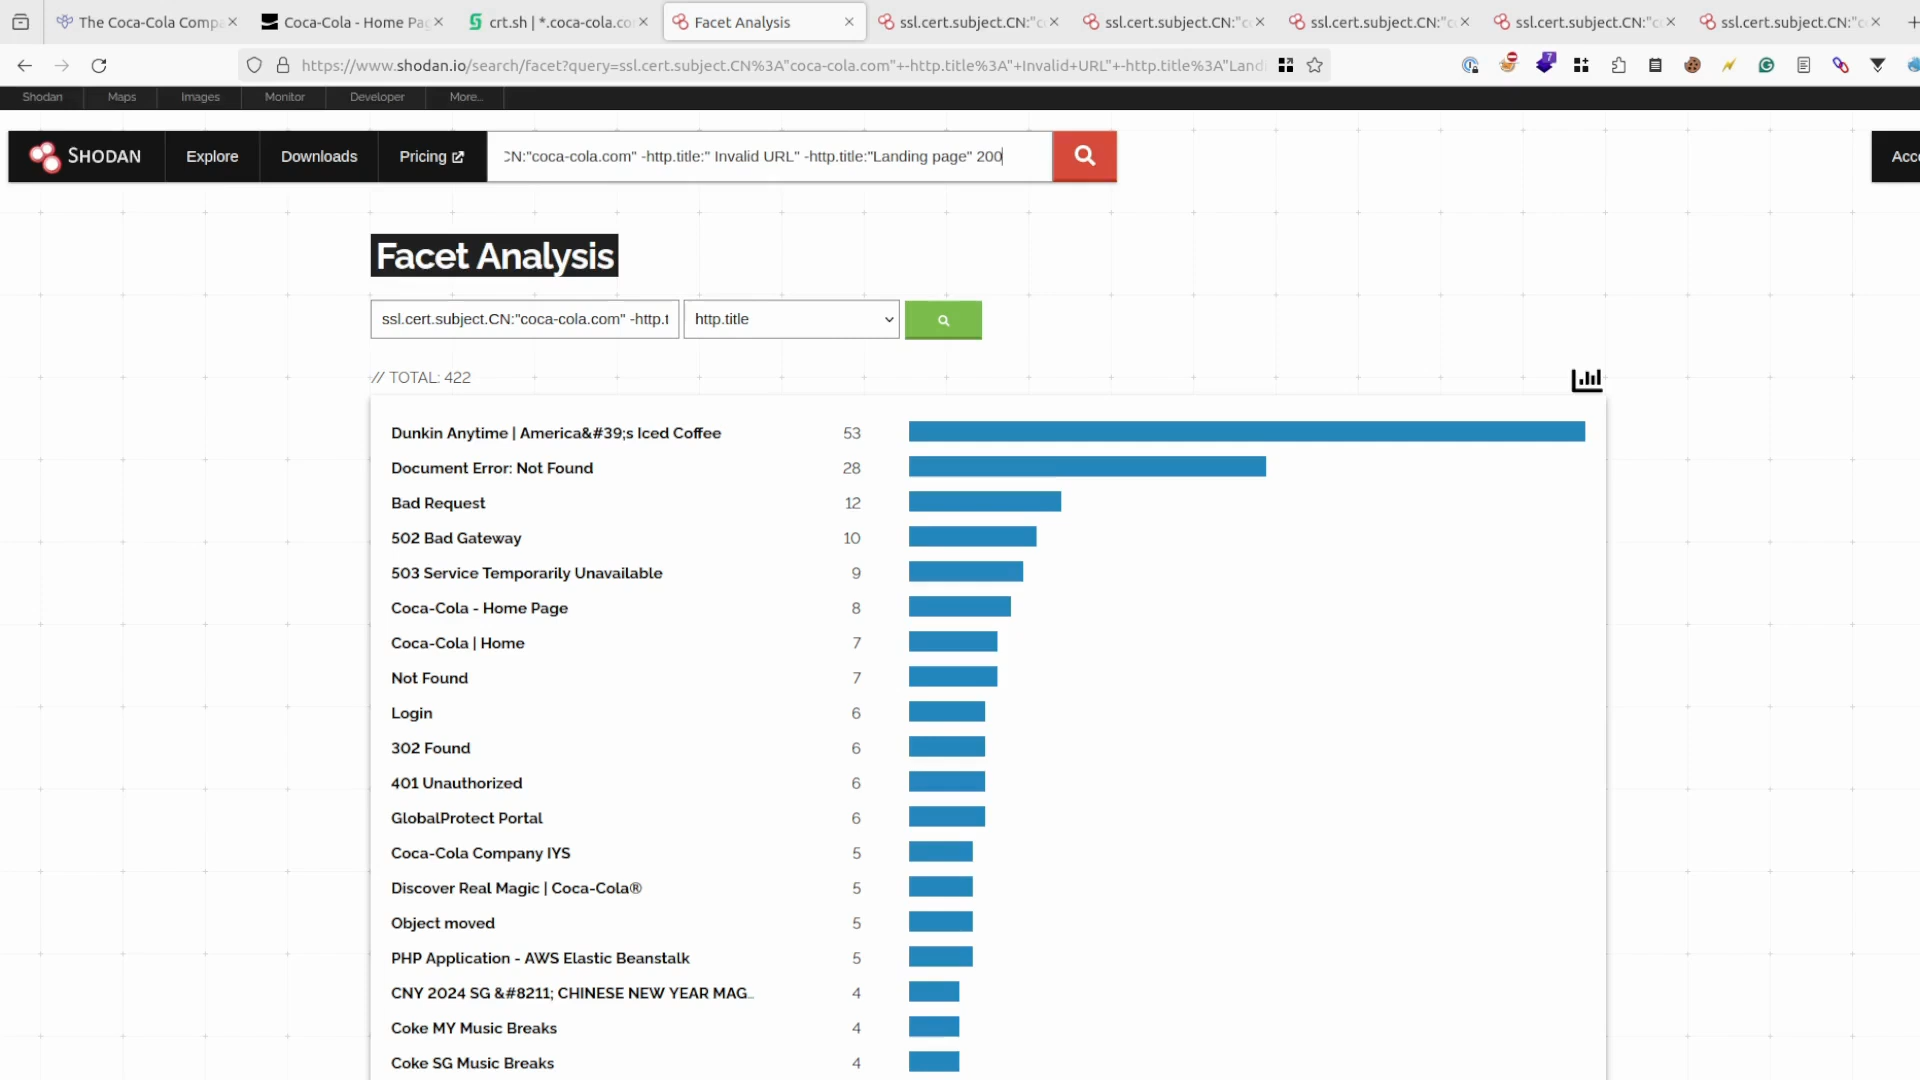 The Coca-Cola Comp
Coca-Cola - Home Pag
crt.sh | *.coca-cola.co
Facet Analysis
ssl.cert.subject.CN:"c
ssl.cert.subject.CN:"c
ssl.cert.subject.CN:"c
ssl.cert.subject.CN:"c
ssl.cert.subject.CN:"c
https://www.shodan.io/search/facet?query=ssl.cert.subject.CN%3A"coca-cola.com"+-http.title%3A"+Invalid+URL"+-http.title%3A"Land
7
Shodan
Maps
Images
Monitor
Developer
More...
SHODAN
Explore
Downloads
Pricing
CN:"coca-cola.com" -http.title:" Invalid URL" -http.title:"Landing page" 200
Acco
Facet Analysis
ssl.cert.subject.CN:"coca-cola.com" -http.t
http.title
// TOTAL: 422
Dunkin Anytime | America&#39;s Iced Coffee 53
Document Error: Not Found 28
Bad Request 12
502 Bad Gateway 10
503 Service Temporarily Unavailable 9
Coca-Cola - Home Page 8
Coca-Cola | Home 7
Not Found 7
Login 6
302 Found 6
401 Unauthorized 6
GlobalProtect Portal 6
Coca-Cola Company IYS 5
Discover Real Magic | Coca-Cola® 5
Object moved 5
PHP Application - AWS Elastic Beanstalk 5
CNY 2024 SG &#8211; CHINESE NEW YEAR MAG... 4
Coke MY Music Breaks 4
Coke SG Music Breaks 4